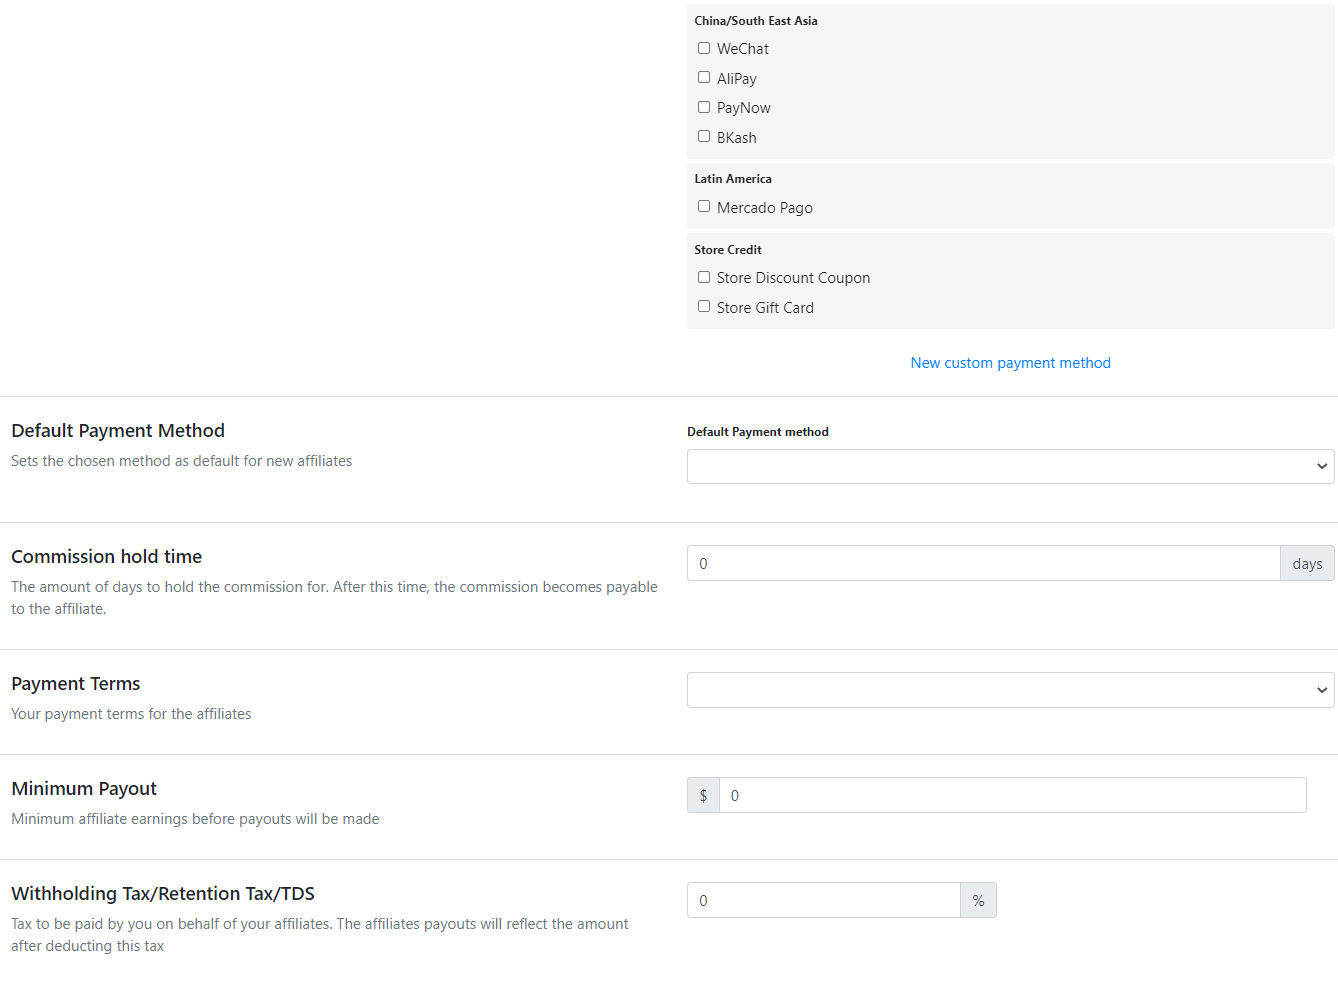 China/South East Asia
WeChat
AliPay
PayNow
BKash
Latin America
Mercado Pago
Store Credit
Store Discount Coupon
Store Gift Card
New custom payment method
Default Payment Method
Sets the chosen method as default for new affiliates
Default Payment method
Commission hold time
The amount of days to hold the commission for. After this time, the commission becomes payable
to the affiliate.
0
days
Payment Terms
Your payment terms for the affiliates
Minimum Payout
Minimum affiliate earnings before payouts will be made
$
0
Withholding Tax/Retention Tax/TDS
Tax to be paid by you on behalf of your affiliates. The affiliates payouts will reflect the amount
after deducting this tax
0
%